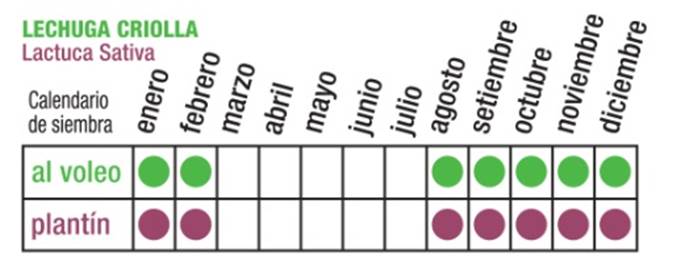 LECHUGA CRIOLLA
Lactuca Sativa
Calendario
de siembra
enero
febrero
marzo
abril
mayo
junio
julio
agosto
setiembre
octubre
noviembre
diciembre
al voleo
plantín